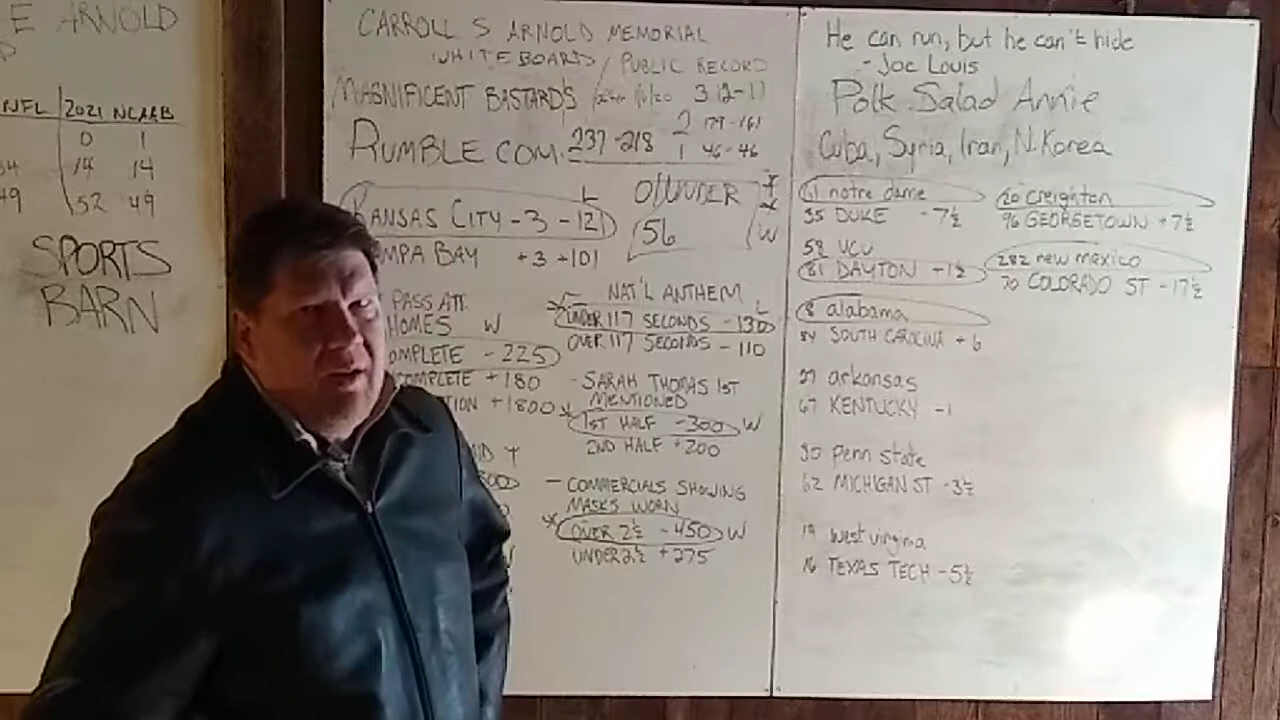 E ARNOLD
NFL 2021 NCAAB
0 1
14 14
49 52 49
SPORTS
BARN
CARROLL S ARNOLD MEMORIAL
WHITEBOARD / PUBLIC RECORD
MAGNIFICENT BASTARDS 3 12-17
RUMBLE.COM. 237-218 2 179-161
1 46-46
L
KANSAS CITY -3 -121
MPA BAY +3 +101
O/UNDER
56 W
PASS ATT
HOMES W
OMPLETE -225
COMPLETE +180
TION +1800
NAT'L ANTHEM
L
UNDER 117 SECONDS -130
OVER 117 SECONDS -110
- SARAH THOMAS 1ST
MENTIONED
1ST HALF -300 W
2ND HALF +200
- COMMERCIALS SHOWING
MASKS WORN
OVER 2½ -450 W
UNDER 2½ +275
He can run, but he can't hide
- Joe Louis
Polk Salad Annie
Cuba, Syria, Iran, N. Korea
61 notre dame
35 DUKE -7½
58 VCU
81 DAYTON +1½
8 alabama
84 SOUTH CAROLINA +6
27 arkansas
67 KENTUCKY -1
30 penn state
62 MICHIGAN ST -3½
19 west virginia
16 TEXAS TECH -5½
20 creighton
96 GEORGETOWN +7½
282 new mexico
70 COLORADO ST -17½